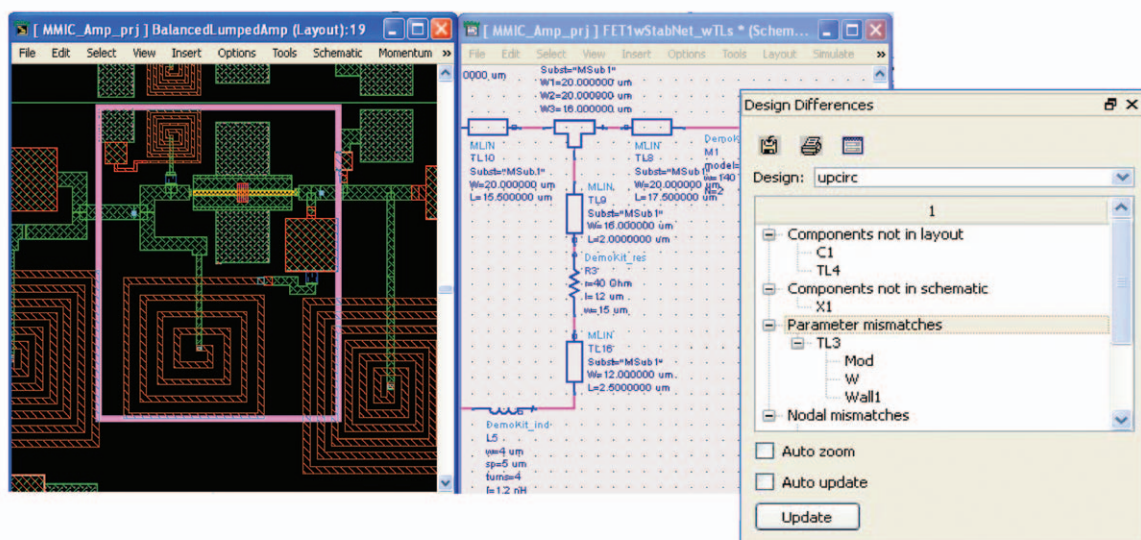 [ MMIC_Amp_prj ] BalancedLumpedAmp (Layout):19
File Edit Select View Insert Options Tools Schematic Momentum »
[ MMIC_Amp_prj ] FET1wStabNet_wTLs * (Schem...
File Edit Select View Insert Options Tools Layout Simulate »
0000 um
Subst="MSub1"
W1=20.000000 um
W2=20.000000 um
W3=16.000000 um
MLIN
TL10
Subst="MSub1"
W=20.000000 um
L=15.500000 um
MLIN
TL8
Subst="MSub1"
W=20.000000 um
L=17.500000 um
M1
model=
w=140
N=2
MLIN
TL9
Subst="MSub1"
W=16.000000 um
L=2.0000000 um
DemoKit_res
R3
r=40 Ohm
l=12 um
w=15 um
MLIN
TL16
Subst="MSub1"
W=12.000000 um
L=2.5000000 um
DemoKit_ind
L5
w=4 um
sp=5 um
turns=4
l=1.2 nH
Design Differences
Design: upcirc
1
Components not in layout
C1
TL4
Components not in schematic
X1
Parameter mismatches
TL3
Mod
W
Wall1
Nodal mismatches
Auto zoom
Auto update
Update